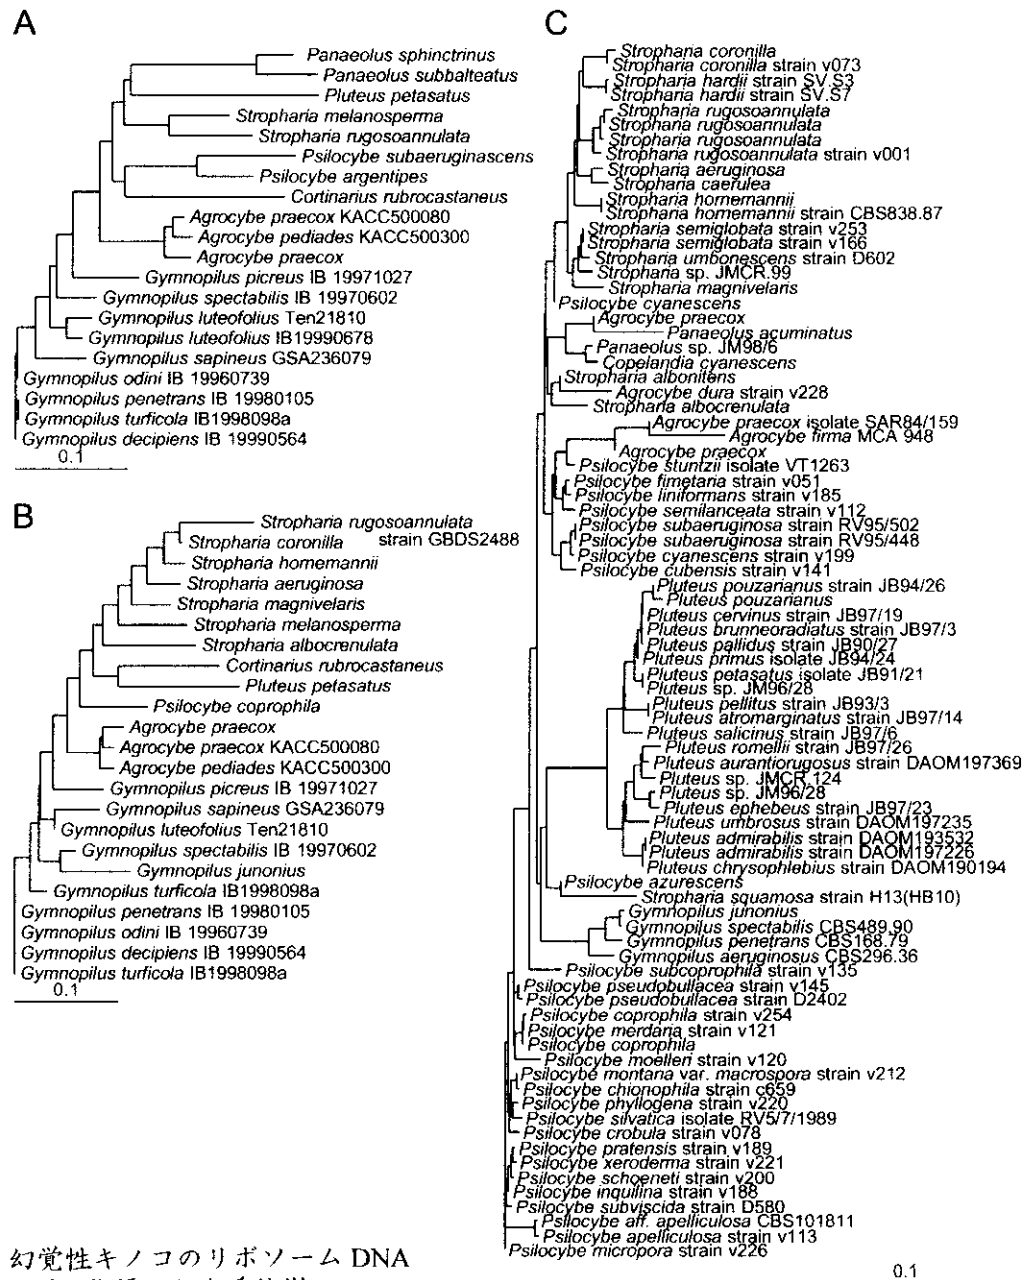 A
Panaeolus sphinctrinus
Panaeolus subbalteatus
Pluteus petasatus
Stropharia melanosperma
Stropharia rugosoannulata
Psilocybe subaeruginascens
Psilocybe argentipes
Cortinarius rubrocastaneus
Agrocybe praecox KACC500080
Agrocybe pediades KACC500300
Agrocybe praecox
Gymnopilus picreus IB 19971027
Gymnopilus spectabilis IB 19970602
Gymnopilus luteofolius Ten21810
Gymnopilus luteofolius IB19990678
Gymnopilus sapineus GSA236079
Gymnopilus odini IB 19960739
Gymnopilus penetrans IB 19980105
Gymnopilus turficola IB1998098a
Gymnopilus decipiens IB 19990564
0.1
B
Stropharia rugosoannulata
Stropharia coronilla strain GBDS2488
Stropharia hornemannii
Stropharia aeruginosa
Stropharia magnivelaris
Stropharia melanosperma
Stropharia albocrenulata
Cortinarius rubrocastaneus
Pluteus petasatus
Psilocybe coprophila
Agrocybe praecox
Agrocybe praecox KACC500080
Agrocybe pediades KACC500300
Gymnopilus picreus IB 19971027
Gymnopilus sapineus GSA236079
Gymnopilus luteofolius Ten21810
Gymnopilus spectabilis IB 19970602
Gymnopilus junonius
Gymnopilus turficola IB1998098a
Gymnopilus penetrans IB 19980105
Gymnopilus odini IB 19960739
Gymnopilus decipiens IB 19990564
Gymnopilus turficola IB1998098a
0.1
C
Stropharia coronilla
Stropharia coronilla strain v073
Stropharia hardii strain SV.S3
Stropharia hardii strain SV.S7
Stropharia rugosoannulata
Stropharia rugosoannulata
Stropharia rugosoannulata
Stropharia rugosoannulata strain v001
Stropharia aeruginosa
Stropharia caerulea
Stropharia hornemannii
Stropharia hornemannii strain CBS838.87
Stropharia semiglobata strain v253
Stropharia semiglobata strain v166
Stropharia umbonescens strain D602
Stropharia sp. JMCR.99
Stropharia magnivelaris
Psilocybe cyanescens
Agrocybe praecox
Panaeolus acuminatus
Panaeolus sp. JM98/6
Copelandia cyanescens
Stropharia albonitens
Agrocybe dura strain v228
Stropharia albocrenulata
Agrocybe praecox isolate SAR84/159
Agrocybe firma MCA 948
Agrocybe praecox
Psilocybe stuntzii isolate VT1263
Psilocybe fimetaria strain v051
Psilocybe liniformans strain v185
Psilocybe semilanceata strain v112
Psilocybe subaeruginosa strain RV95/502
Psilocybe subaeruginosa strain RV95/448
Psilocybe cyanescens strain v199
Psilocybe cubensis strain v141
Pluteus pouzarianus strain JB94/26
Pluteus pouzarianus
Pluteus cervinus strain JB97/19
Pluteus brunneoradiatus strain JB97/3
Pluteus pallidus strain JB90/27
Pluteus primus isolate JB94/24
Pluteus petasatus isolate JB91/21
Pluteus sp. JM96/28
Pluteus pellitus strain JB93/3
Pluteus atromarginatus strain JB97/14
Pluteus salicinus strain JB97/6
Pluteus romellii strain JB97/26
Pluteus aurantiorugosus strain DAOM197369
Pluteus sp. JMCR.124
Pluteus sp. JM96/28
Pluteus ephebeus strain JB97/23
Pluteus umbrosus strain DAOM197235
Pluteus admirabilis strain DAOM193532
Pluteus admirabilis strain DAOM197226
Pluteus chrysophlebius strain DAOM190194
Psilocybe azurescens
Stropharia squamosa strain H13(HB10)
Gymnopilus junonius
Gymnopilus spectabilis CBS489.90
Gymnopilus penetrans CBS168.79
Gymnopilus aeruginosus CBS296.36
Psilocybe subcoprophila strain v135
Psilocybe pseudobullacea strain v145
Psilocybe pseudobullacea strain D2402
Psilocybe coprophila strain v254
Psilocybe merdaria strain v121
Psilocybe coprophila
Psilocybe moelleri strain v120
Psilocybe montana var. macrospora strain v212
Psilocybe chionophila strain c659
Psilocybe phyllogena strain v220
Psilocybe silvatica isolate RV5/7/1989
Psilocybe crobula strain v078
Psilocybe pratensis strain v189
Psilocybe xeroderma strain v221
Psilocybe schoeneti strain v200
Psilocybe inquilina strain v188
Psilocybe subviscida strain D580
Psilocybe aff. apelliculosa CBS101811
Psilocybe apelliculosa strain v113
Psilocybe micropora strain v226
0.1
幻覚性キノコのリボソーム DNA